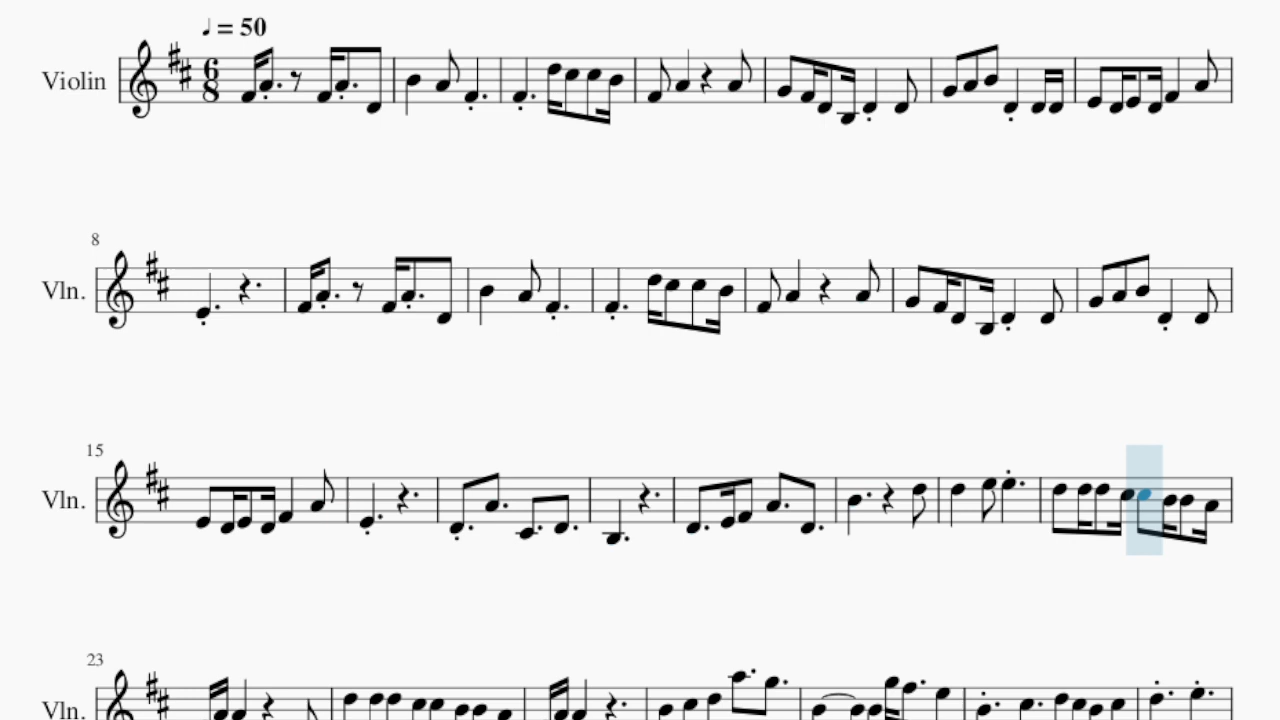 ♩ = 50
Violin 6 8
8
Vln.
15
Vln.
23
Vln.